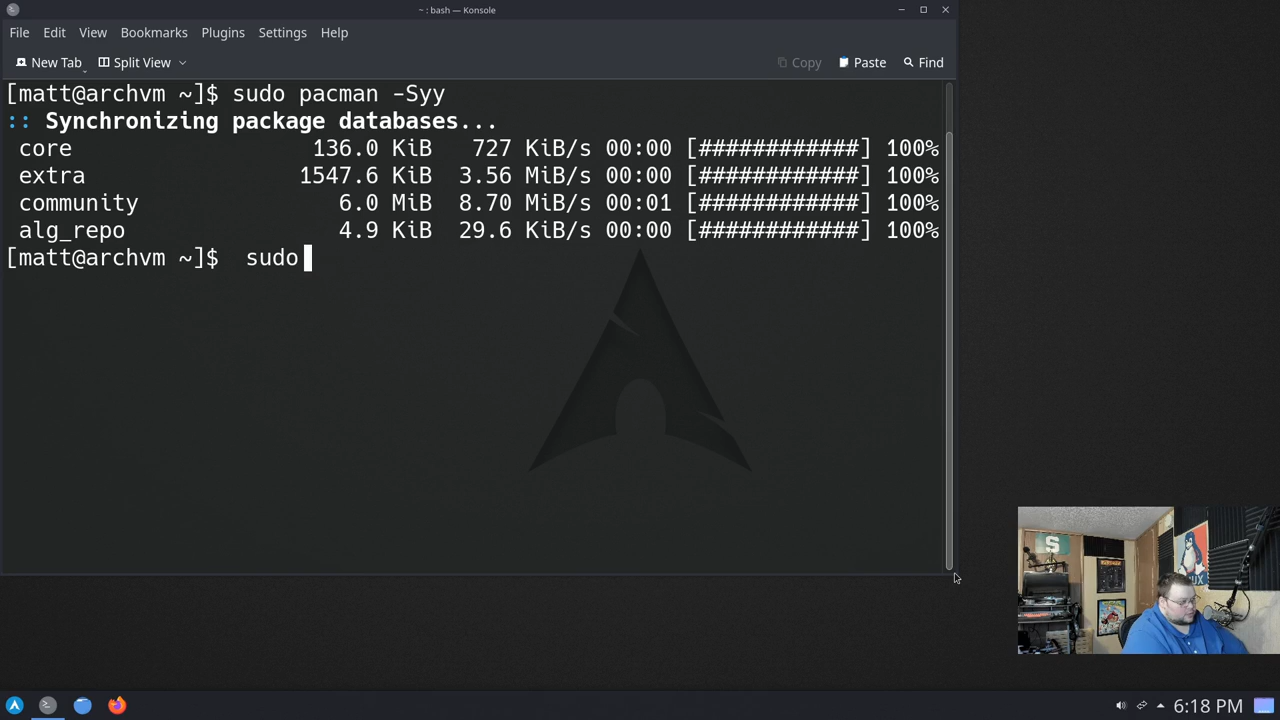 ~ : bash — Konsole
File Edit View Bookmarks Plugins Settings Help
New Tab Split View Copy Paste Find
[matt@archvm ~]$ sudo pacman -Syy
:: Synchronizing package databases...
core 136.0 KiB 727 KiB/s 00:00 [############] 100%
extra 1547.6 KiB 3.56 MiB/s 00:00 [############] 100%
community 6.0 MiB 8.70 MiB/s 00:01 [############] 100%
alg_repo 4.9 KiB 29.6 KiB/s 00:00 [############] 100%
[matt@archvm ~]$  sudo
S
6:18 PM